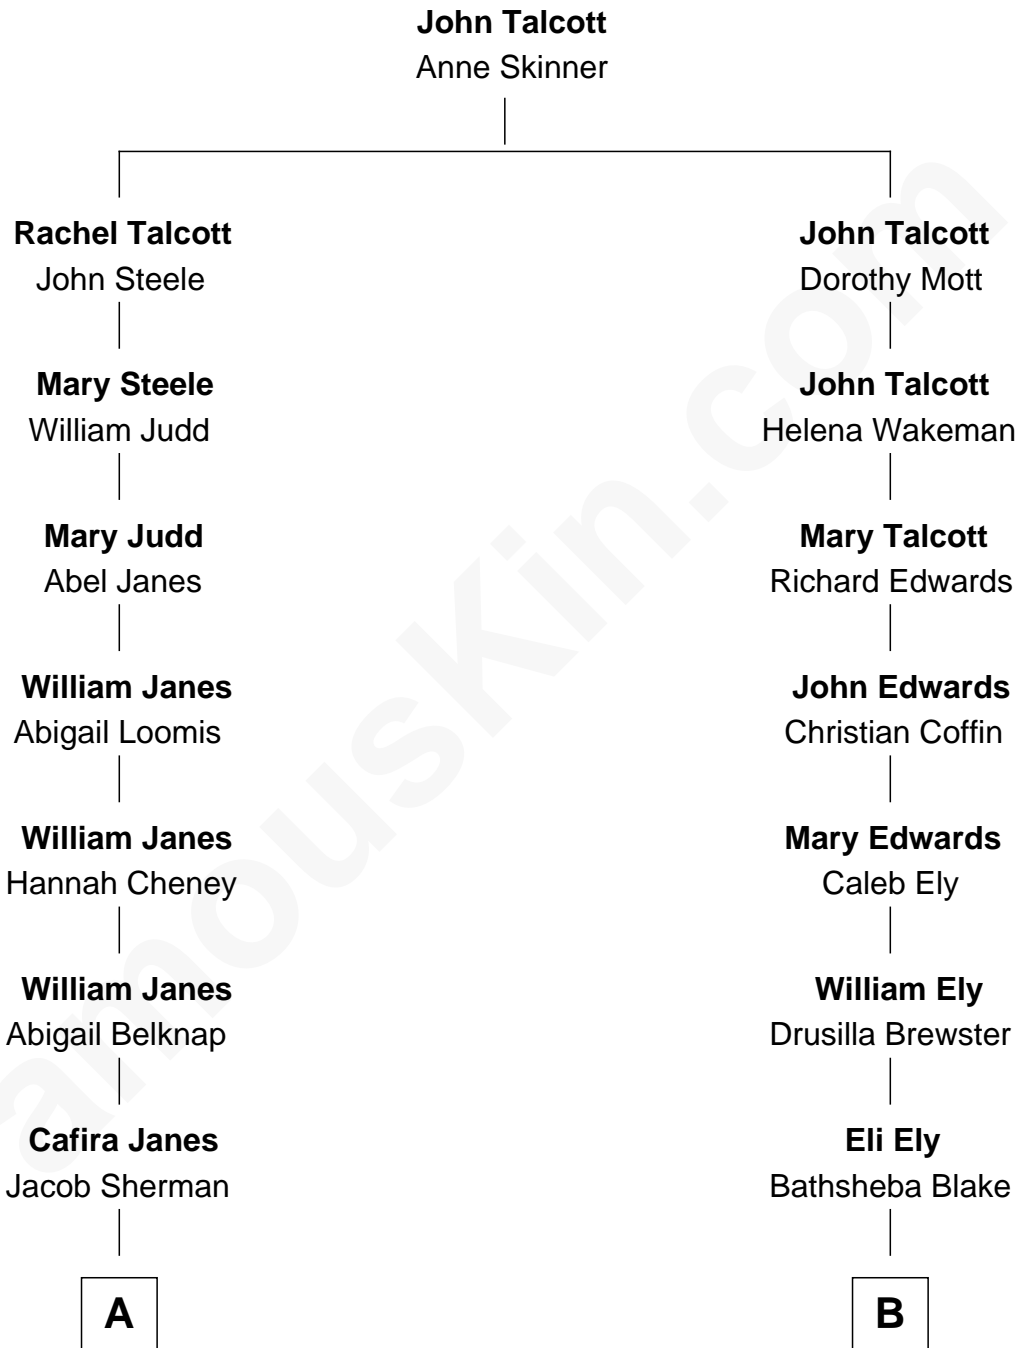 John Talcott
Anne Skinner
Rachel Talcott
John Steele
John Talcott
Dorothy Mott
Mary Steele
William Judd
John Talcott
Helena Wakeman
Mary Judd
Abel Janes
Mary Talcott
Richard Edwards
William Janes
Abigail Loomis
John Edwards
Christian Coffin
William Janes
Hannah Cheney
Mary Edwards
Caleb Ely
William Janes
Abigail Belknap
William Ely
Drusilla Brewster
Cafira Janes
Jacob Sherman
Eli Ely
Bathsheba Blake
A
B
amouskin.com